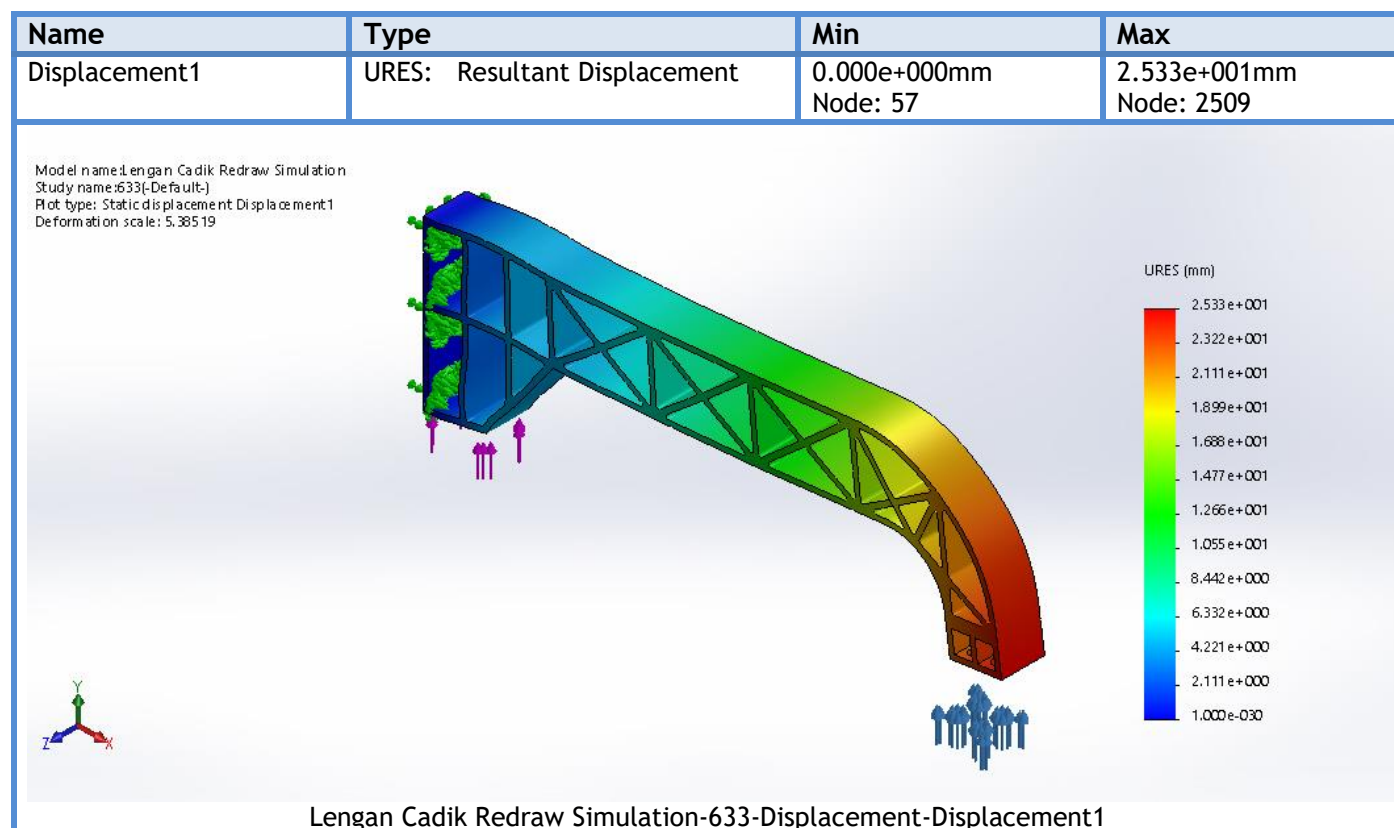 Name Type Min Max
Displacement1 URES: Resultant Displacement 0.000e+000mm 2.533e+001mm
Node: 57 Node: 2509
Model name:Lengan Cadik Redraw Simulation
Study name:633(-Default-)
Plot type: Static displacement Displacement1
Deformation scale: 5.38519
URES (mm)
2.533e+001
2.322e+001
2.111e+001
1.899e+001
1.688e+001
1.477e+001
1.266e+001
1.055e+001
8.442e+000
6.332e+000
4.221e+000
2.111e+000
1.000e-030
Y
Z X
Lengan Cadik Redraw Simulation-633-Displacement-Displacement1